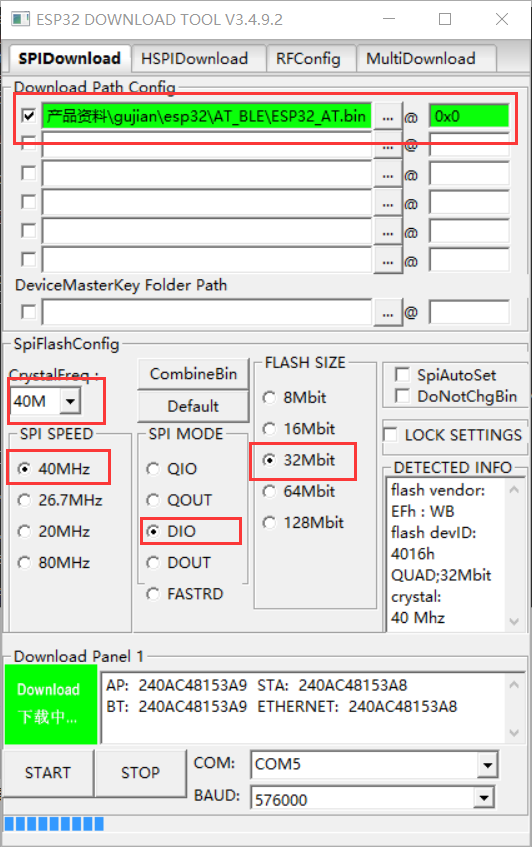 ESP32 DOWNLOAD TOOL V3.4.9.2
SPIDownload HSPIDownload RFConfig MultiDownload
Download Path Config
产品资料\gujian\esp32\AT_BLE\ESP32_AT.bin ... @ 0x0
... @
... @
... @
... @
... @
DeviceMasterKey Folder Path
... @
SpiFlashConfig
CrystalFreq :
40M
CombineBin
Default
SPI SPEED
40MHz
26.7MHz
20MHz
80MHz
SPI MODE
QIO
QOUT
DIO
DOUT
FASTRD
FLASH SIZE
8Mbit
16Mbit
32Mbit
64Mbit
128Mbit
SpiAutoSet
DoNotChgBin
LOCK SETTINGS
DETECTED INFO
flash vendor:
EFh : WB
flash devID:
4016h
QUAD;32Mbit
crystal:
40 Mhz
Download Panel 1
Download
下载中...
AP: 240AC48153A9 STA: 240AC48153A8
BT: 240AC48153A9 ETHERNET: 240AC48153A8
START
STOP
COM: COM5
BAUD: 576000